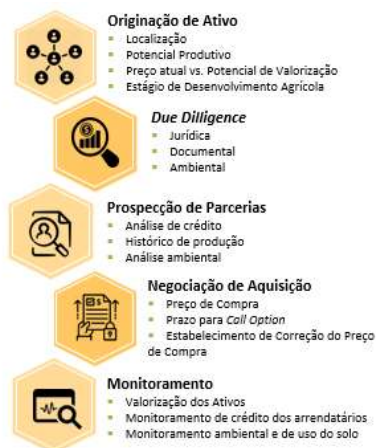 Originação de Ativo
Localização
Potencial Produtivo
Preço atual vs. Potencial de Valorização
Estágio de Desenvolvimento Agrícola
Due Dilligence
Jurídica
Documental
Ambiental
Prospecção de Parcerias
Análise de crédito
Histórico de produção
Análise ambiental
Negociação de Aquisição
Preço de Compra
Prazo para Call Option
Estabelecimento de Correção do Preço
de Compra
Monitoramento
Valorização dos Ativos
Monitoramento de crédito dos arrendatários
Monitoramento ambiental e de uso do solo